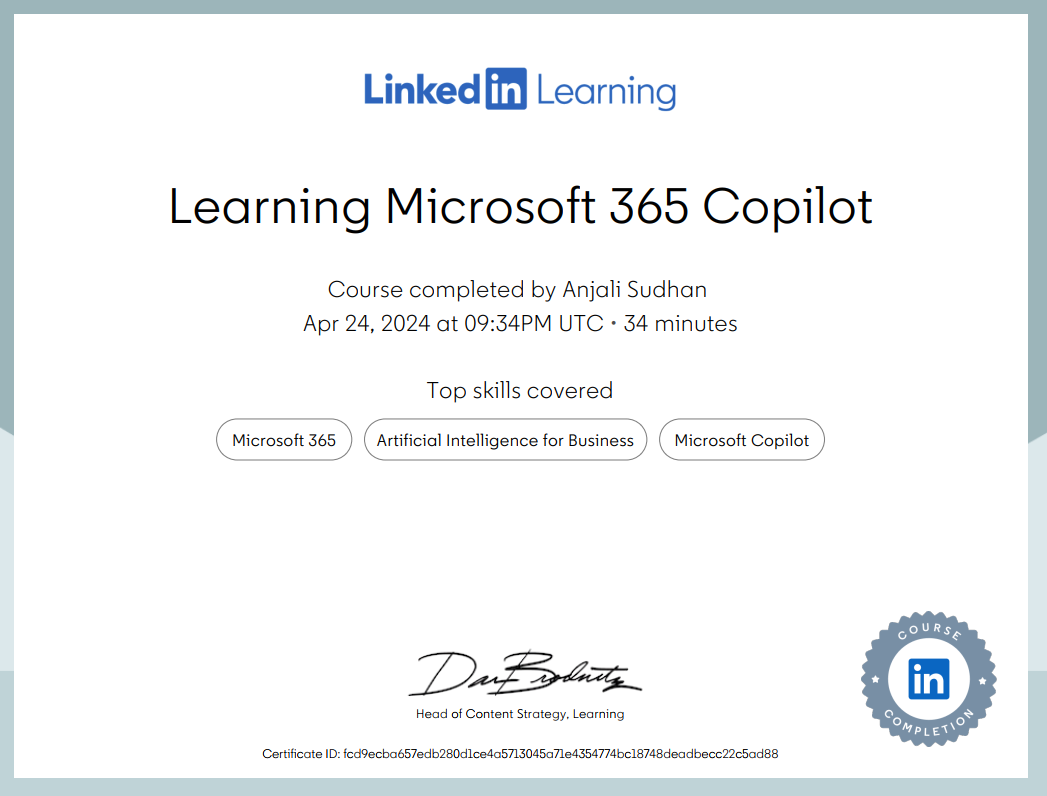 Linkedin Learning
Learning Microsoft 365 Copilot
Course completed by Anjali Sudhan
Apr 24, 2024 at 09:34PM UTC • 34 minutes
Top skills covered
Microsoft 365 Artificial Intelligence for Business Microsoft Copilot
Dan Brodnitz
Head of Content Strategy, Learning
Certificate ID: fcd9ecba657edb280d1ce4a5713045a71e4354774bc18748deadbecc22c5ad88
COURSE
in
COMPLETION